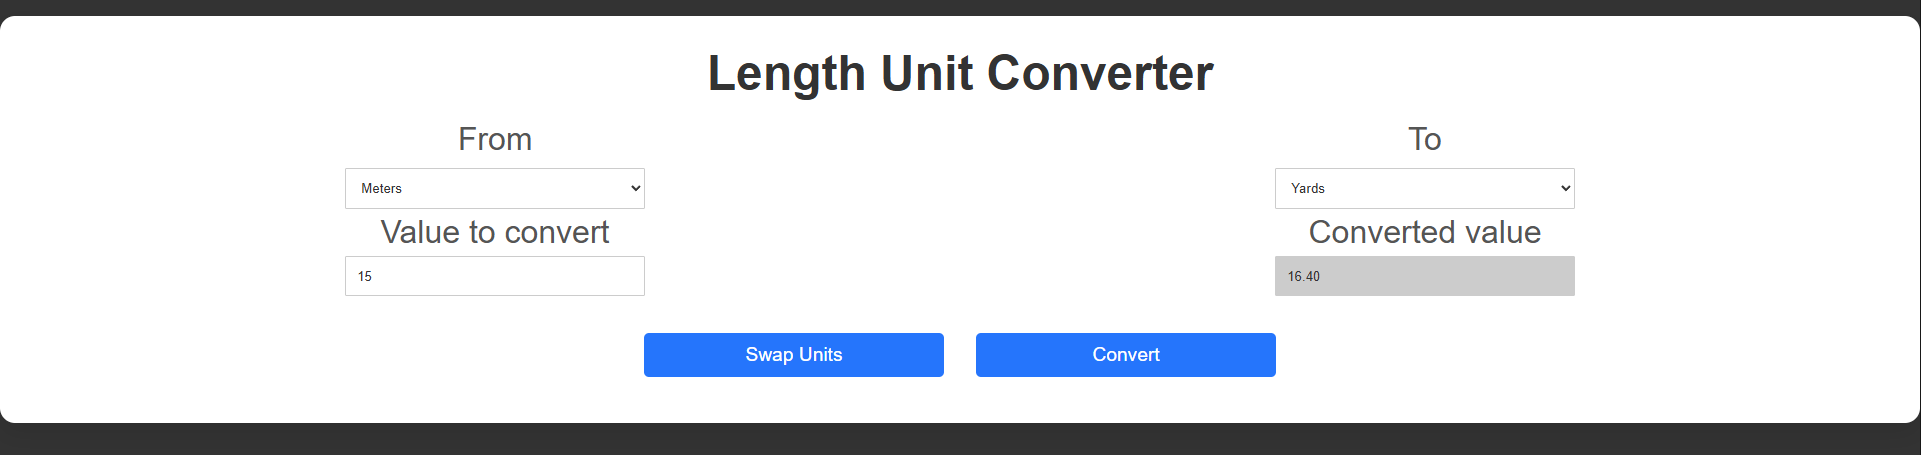 Length Unit Converter
From
To
Meters
Yards
Value to convert
Converted value
15
16.40
Swap Units
Convert